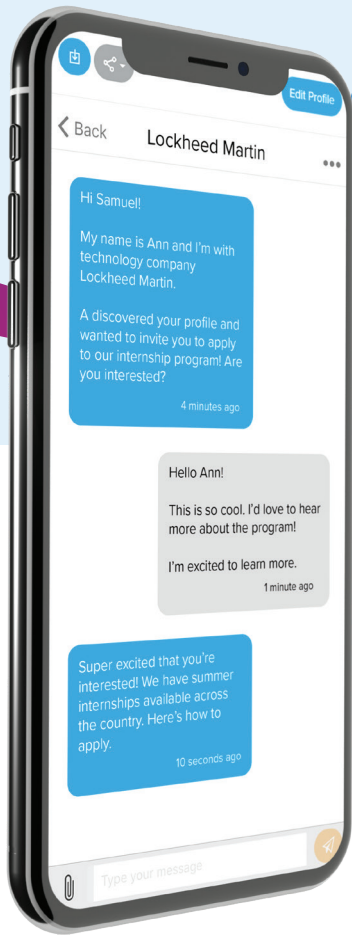 Edit Profile
Back
Lockheed Martin
Hi Samuel!
My name is Ann and I'm with
technology company
Lockheed Martin.
A discovered your profile and
wanted to invite you to apply
to our internship program! Are
you interested?
4 minutes ago
Hello Ann!
This is so cool. I'd love to hear
more about the program!
I'm excited to learn more.
1 minute ago
Super excited that you're
interested! We have summer
internships available across
the country. Here's how to
apply.
10 seconds ago
Type your message